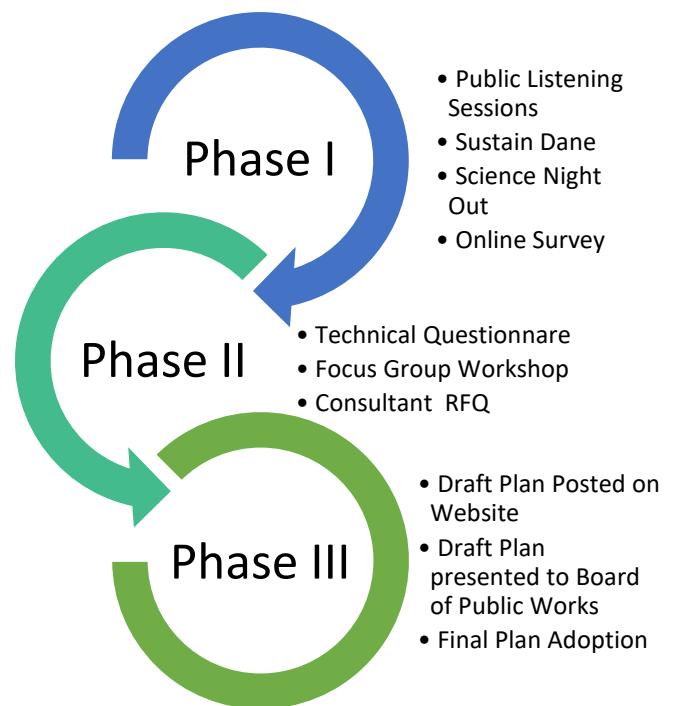 Phase I
• Public Listening
Sessions
• Sustain Dane
• Science Night
Out
• Online Survey
Phase II
• Technical Questionnare
• Focus Group Workshop
• Consultant  RFQ
Phase III
• Draft Plan Posted on
Website
• Draft Plan
presented to Board
of Public Works
• Final Plan Adoption